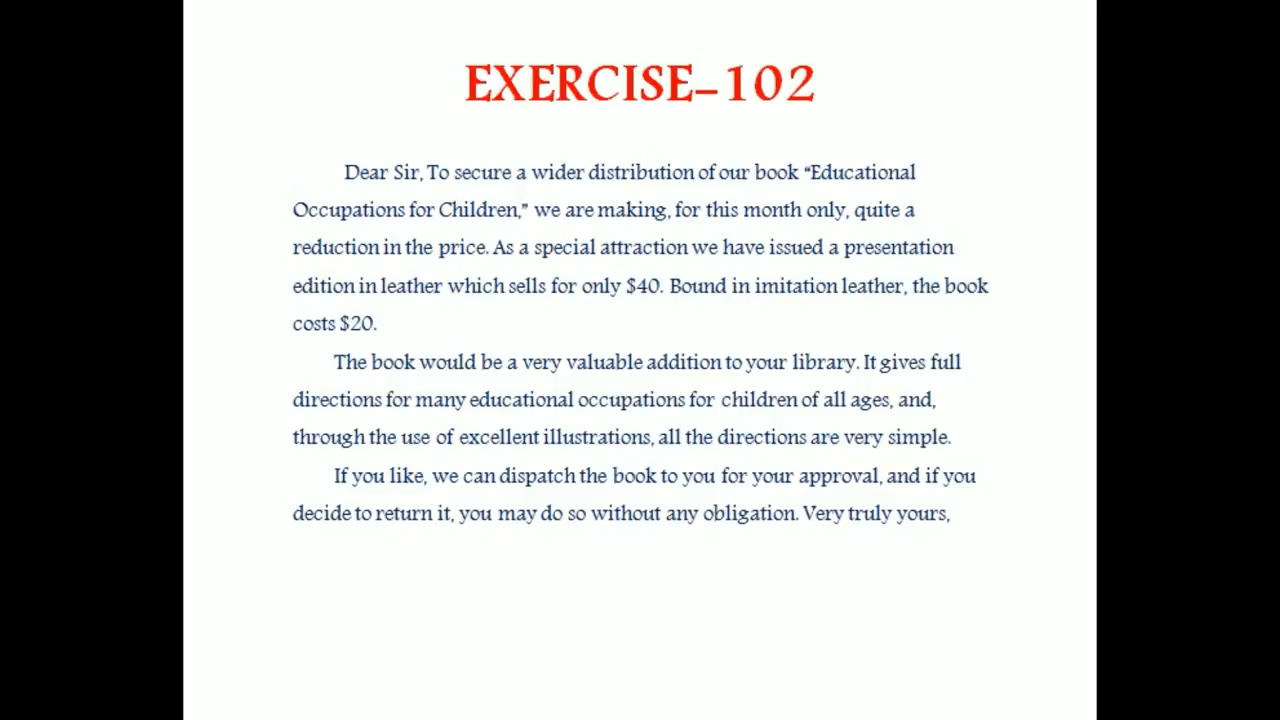 EXERCISE-102
Dear Sir, To secure a wider distribution of our book “Educational
Occupations for Children,” we are making, for this month only, quite a
reduction in the price. As a special attraction we have issued a presentation
edition in leather which sells for only $40. Bound in imitation leather, the book
costs $20.
The book would be a very valuable addition to your library. It gives full
directions for many educational occupations for children of all ages, and,
through the use of excellent illustrations, all the directions are very simple.
If you like, we can dispatch the book to you for your approval, and if you
decide to return it, you may do so without any obligation. Very truly yours,